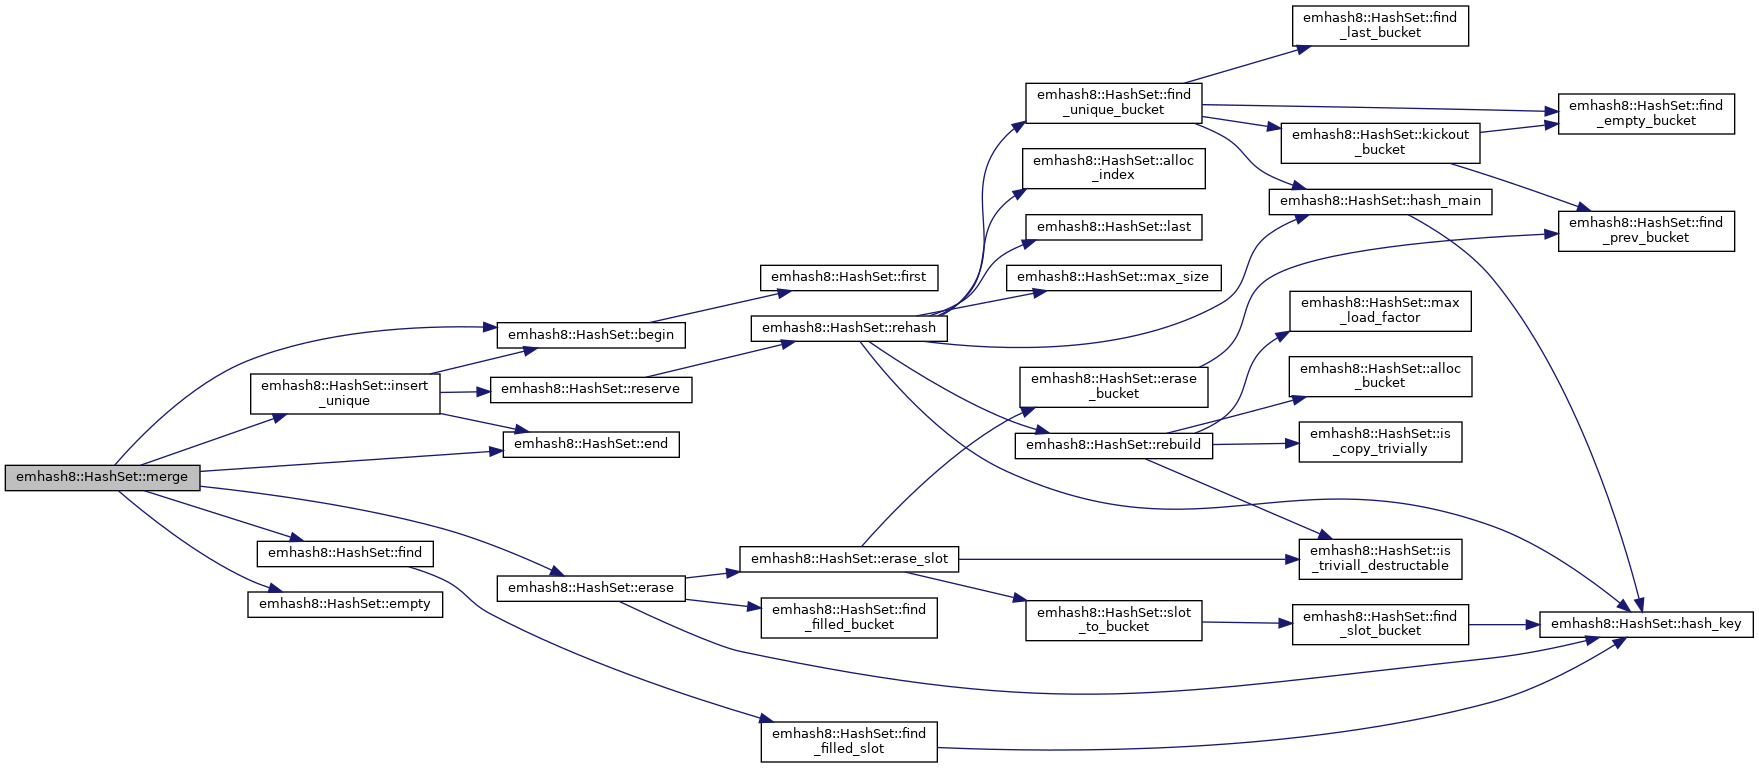 emhash8::HashSet::merge
emhash8::HashSet::begin
emhash8::HashSet::first
emhash8::HashSet::insert
_unique
emhash8::HashSet::reserve
emhash8::HashSet::end
emhash8::HashSet::find
emhash8::HashSet::empty
emhash8::HashSet::erase
emhash8::HashSet::rehash
emhash8::HashSet::erase_slot
emhash8::HashSet::find
_filled_bucket
emhash8::HashSet::find
_filled_slot
emhash8::HashSet::find
_unique_bucket
emhash8::HashSet::alloc
_index
emhash8::HashSet::last
emhash8::HashSet::max_size
emhash8::HashSet::erase
_bucket
emhash8::HashSet::rebuild
emhash8::HashSet::slot
_to_bucket
emhash8::HashSet::find
_last_bucket
emhash8::HashSet::kickout
_bucket
emhash8::HashSet::hash_main
emhash8::HashSet::max
_load_factor
emhash8::HashSet::alloc
_bucket
emhash8::HashSet::is
_copy_trivially
emhash8::HashSet::is
_triviall_destructable
emhash8::HashSet::find
_slot_bucket
emhash8::HashSet::find
_empty_bucket
emhash8::HashSet::find
_prev_bucket
emhash8::HashSet::hash_key